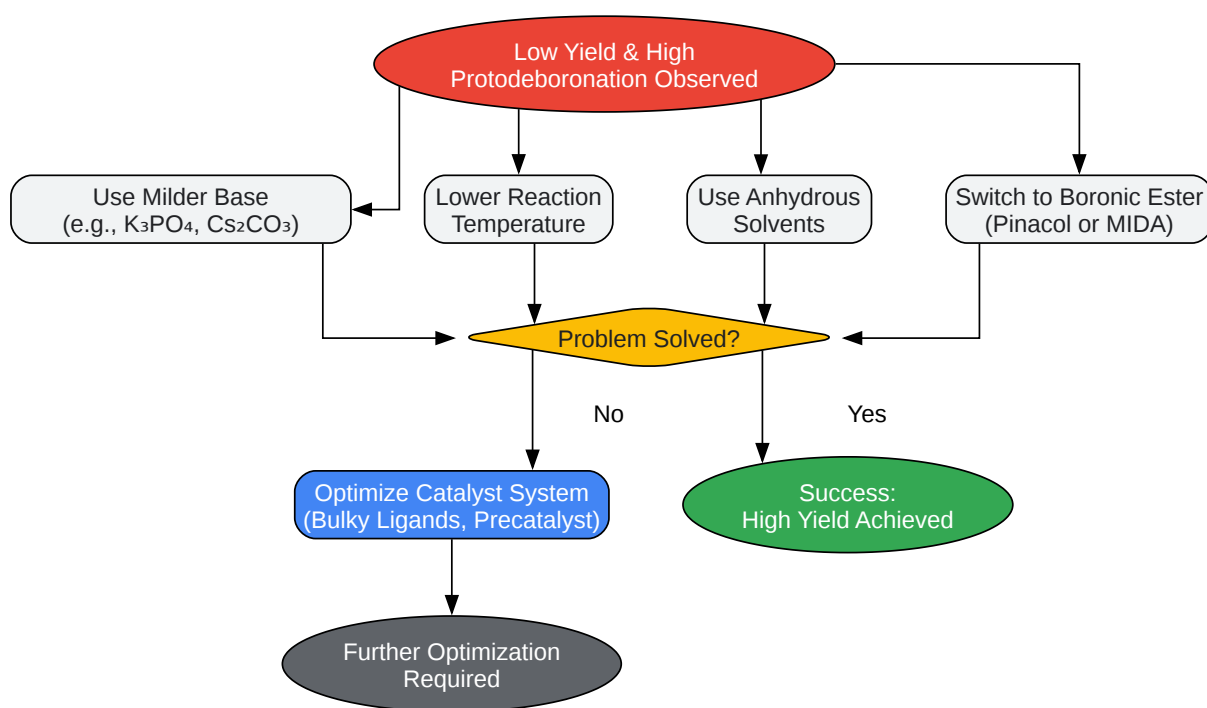 Low Yield & High
Protodeboronation Observed
Use Milder Base
(e.g., K₃PO₄, Cs₂CO₃)
Lower Reaction
Temperature
Use Anhydrous
Solvents
Switch to Boronic Ester
(Pinacol or MIDA)
Problem Solved?
No
Yes
Optimize Catalyst System
(Bulky Ligands, Precatalyst)
Success:
High Yield Achieved
Further Optimization
Required